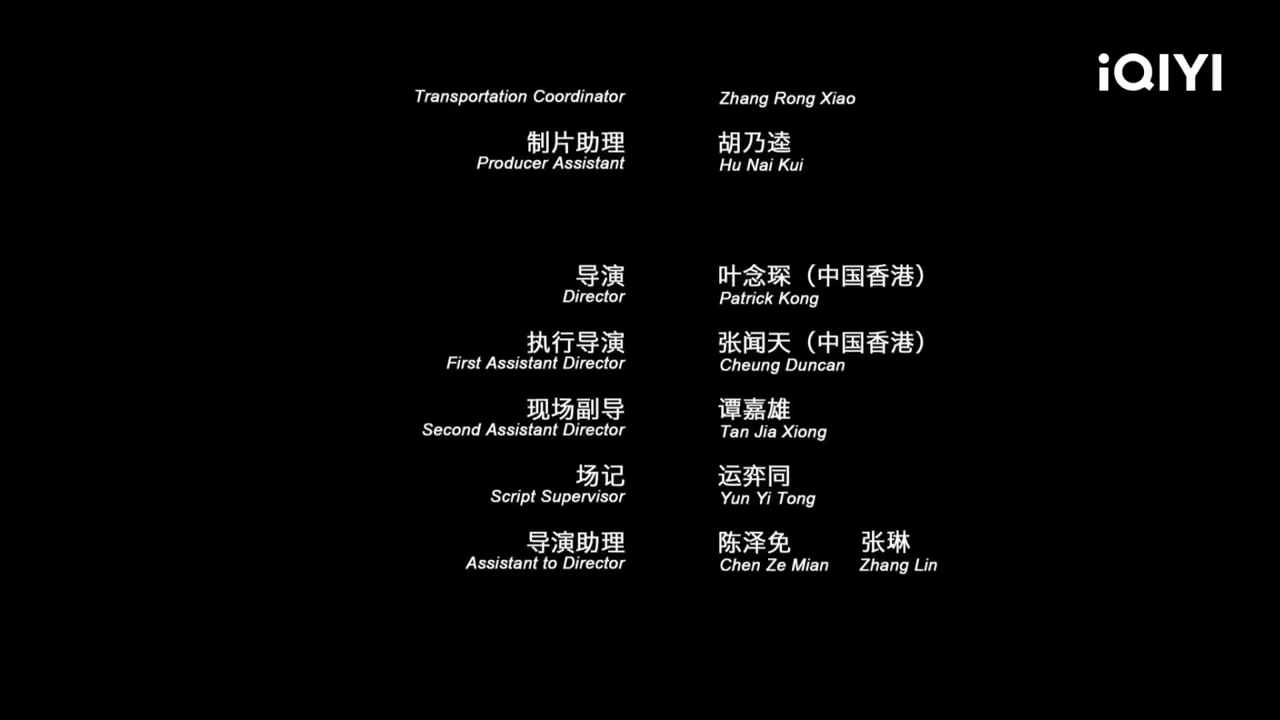 iQIYI
Transportation Coordinator Zhang Rong Xiao
制片助理 胡乃逵
Producer Assistant Hu Nai Kui
导演 叶念琛（中国香港）
Director Patrick Kong
执行导演 张闻天（中国香港）
First Assistant Director Cheung Duncan
现场副导 谭嘉雄
Second Assistant Director Tan Jia Xiong
场记 运弈同
Script Supervisor Yun Yi Tong
导演助理 陈泽免 张琳
Assistant to Director Chen Ze Mian Zhang Lin